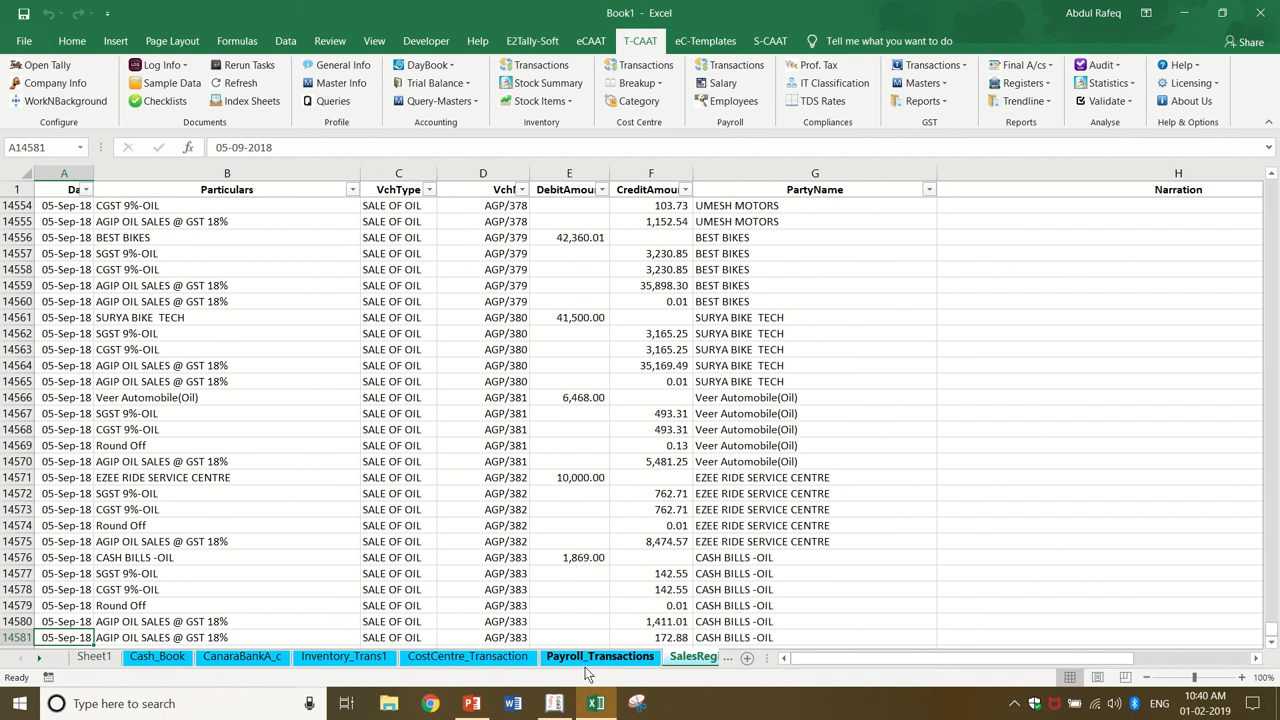 Book1 - Excel
Abdul Rafeq
File Home Insert Page Layout Formulas Data Review View Developer Help E2Tally-Soft eCAAT T-CAAT eC-Templates S-CAAT Tell me what you want to do Share
Open Tally Log Info Rerun Tasks General Info DayBook Transactions Transactions Transactions Prof. Tax Transactions Final A/cs Audit Help
Company Info Sample Data Refresh Master Info Trial Balance Stock Summary Breakup Salary IT Classification Masters Registers Statistics Licensing
WorkNBackground Checklists Index Sheets Queries Query-Masters Stock Items Category Employees TDS Rates Reports Trendline Validate About Us
Configure Documents Profile Accounting Inventory Cost Centre Payroll Compliances GST Reports Analyse Help & Options
A14581 fx 05-09-2018
A B C D E F G H
1 Da Particulars VchType VchN DebitAmou CreditAmou PartyName Narration
14554 05-Sep-18 CGST 9%-OIL SALE OF OIL AGP/378 103.73 UMESH MOTORS
14555 05-Sep-18 AGIP OIL SALES @ GST 18% SALE OF OIL AGP/378 1,152.54 UMESH MOTORS
14556 05-Sep-18 BEST BIKES SALE OF OIL AGP/379 42,360.01 BEST BIKES
14557 05-Sep-18 SGST 9%-OIL SALE OF OIL AGP/379 3,230.85 BEST BIKES
14558 05-Sep-18 CGST 9%-OIL SALE OF OIL AGP/379 3,230.85 BEST BIKES
14559 05-Sep-18 AGIP OIL SALES @ GST 18% SALE OF OIL AGP/379 35,898.30 BEST BIKES
14560 05-Sep-18 AGIP OIL SALES @ GST 18% SALE OF OIL AGP/379 0.01 BEST BIKES
14561 05-Sep-18 SURYA BIKE  TECH SALE OF OIL AGP/380 41,500.00 SURYA BIKE  TECH
14562 05-Sep-18 SGST 9%-OIL SALE OF OIL AGP/380 3,165.25 SURYA BIKE  TECH
14563 05-Sep-18 CGST 9%-OIL SALE OF OIL AGP/380 3,165.25 SURYA BIKE  TECH
14564 05-Sep-18 AGIP OIL SALES @ GST 18% SALE OF OIL AGP/380 35,169.49 SURYA BIKE  TECH
14565 05-Sep-18 AGIP OIL SALES @ GST 18% SALE OF OIL AGP/380 0.01 SURYA BIKE  TECH
14566 05-Sep-18 Veer Automobile(Oil) SALE OF OIL AGP/381 6,468.00 Veer Automobile(Oil)
14567 05-Sep-18 SGST 9%-OIL SALE OF OIL AGP/381 493.31 Veer Automobile(Oil)
14568 05-Sep-18 CGST 9%-OIL SALE OF OIL AGP/381 493.31 Veer Automobile(Oil)
14569 05-Sep-18 Round Off SALE OF OIL AGP/381 0.13 Veer Automobile(Oil)
14570 05-Sep-18 AGIP OIL SALES @ GST 18% SALE OF OIL AGP/381 5,481.25 Veer Automobile(Oil)
14571 05-Sep-18 EZEE RIDE SERVICE CENTRE SALE OF OIL AGP/382 10,000.00 EZEE RIDE SERVICE CENTRE
14572 05-Sep-18 SGST 9%-OIL SALE OF OIL AGP/382 762.71 EZEE RIDE SERVICE CENTRE
14573 05-Sep-18 CGST 9%-OIL SALE OF OIL AGP/382 762.71 EZEE RIDE SERVICE CENTRE
14574 05-Sep-18 Round Off SALE OF OIL AGP/382 0.01 EZEE RIDE SERVICE CENTRE
14575 05-Sep-18 AGIP OIL SALES @ GST 18% SALE OF OIL AGP/382 8,474.57 EZEE RIDE SERVICE CENTRE
14576 05-Sep-18 CASH BILLS -OIL SALE OF OIL AGP/383 1,869.00 CASH BILLS -OIL
14577 05-Sep-18 SGST 9%-OIL SALE OF OIL AGP/383 142.55 CASH BILLS -OIL
14578 05-Sep-18 CGST 9%-OIL SALE OF OIL AGP/383 142.55 CASH BILLS -OIL
14579 05-Sep-18 Round Off SALE OF OIL AGP/383 0.01 CASH BILLS -OIL
14580 05-Sep-18 AGIP OIL SALES @ GST 18% SALE OF OIL AGP/383 1,411.01 CASH BILLS -OIL
14581 05-Sep-18 AGIP OIL SALES @ GST 18% SALE OF OIL AGP/383 172.88 CASH BILLS -OIL
Sheet1 Cash_Book CanaraBankA_c Inventory_Trans1 CostCentre_Transaction Payroll_Transactions SalesReg ...
Ready 100%
Type here to search ENG 10:40 AM
01-02-2019